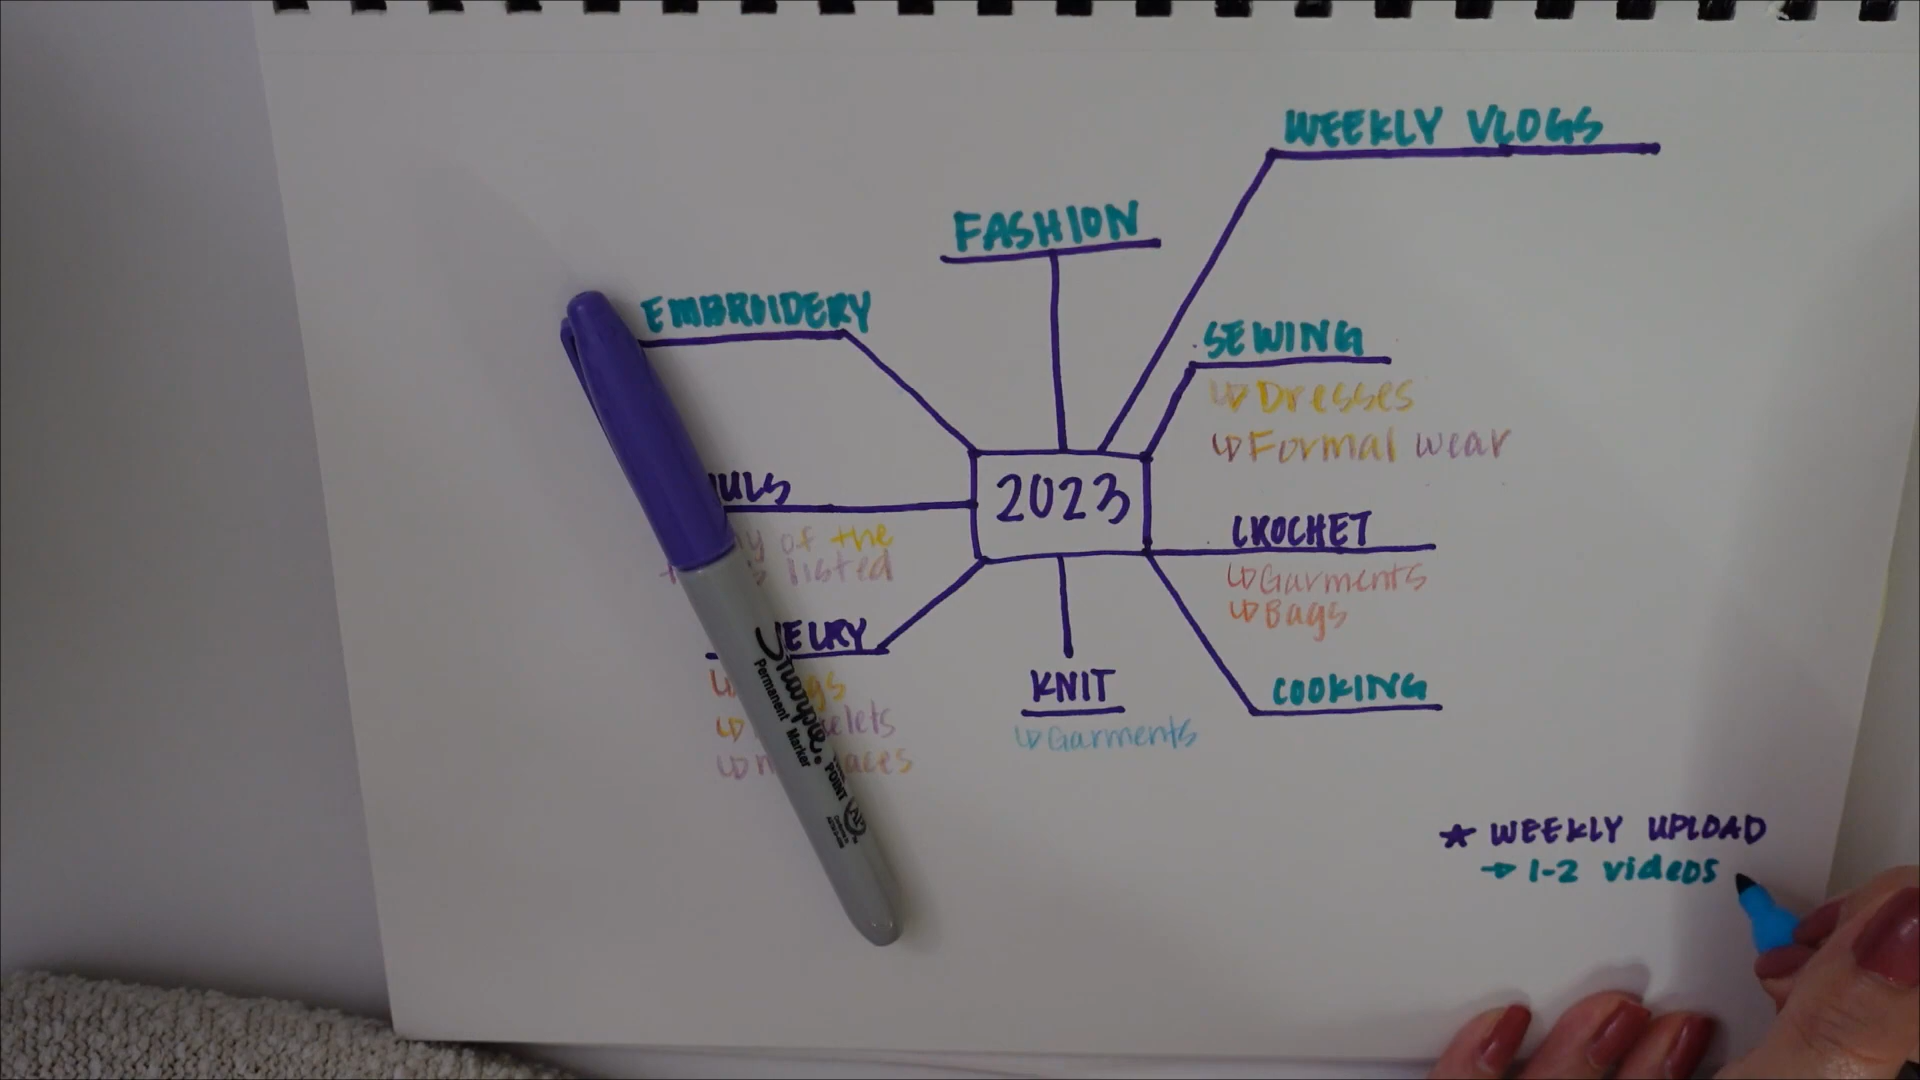 WEEKLY VLOGS
FASHION
EMBROIDERY
SEWING
↳ Dresses
↳ Formal wear
2023
of the
listed
CROCHET
↳ Garments
↳ Bags
KNIT
↳ Garments
COOKING
Sharpie.
Permanent Marker
POINT
★ WEEKLY UPLOAD
→ 1-2 videos